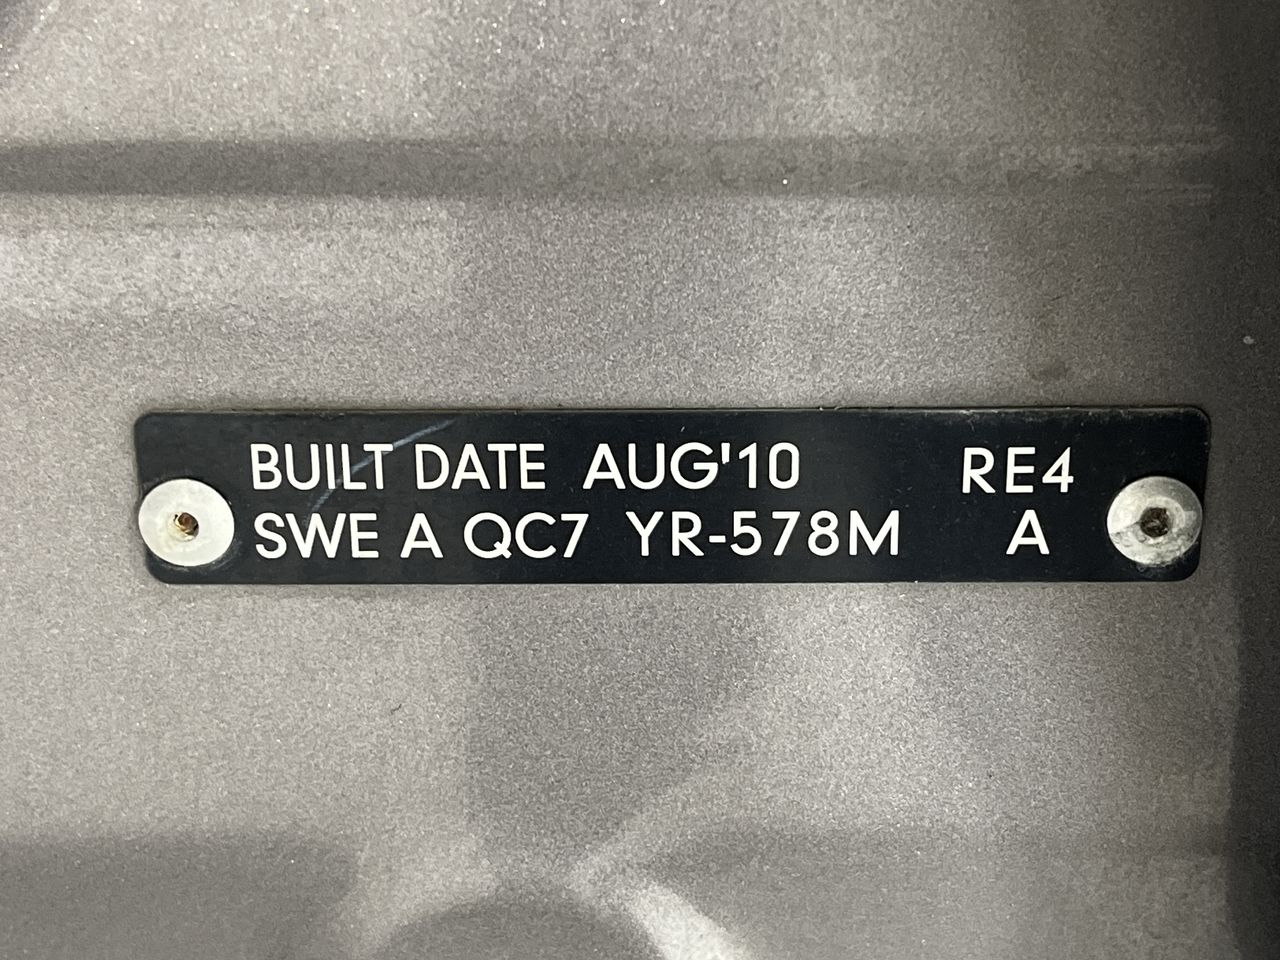 BUILT DATE AUG'10 RE4
SWE A QC7 YR-578M A